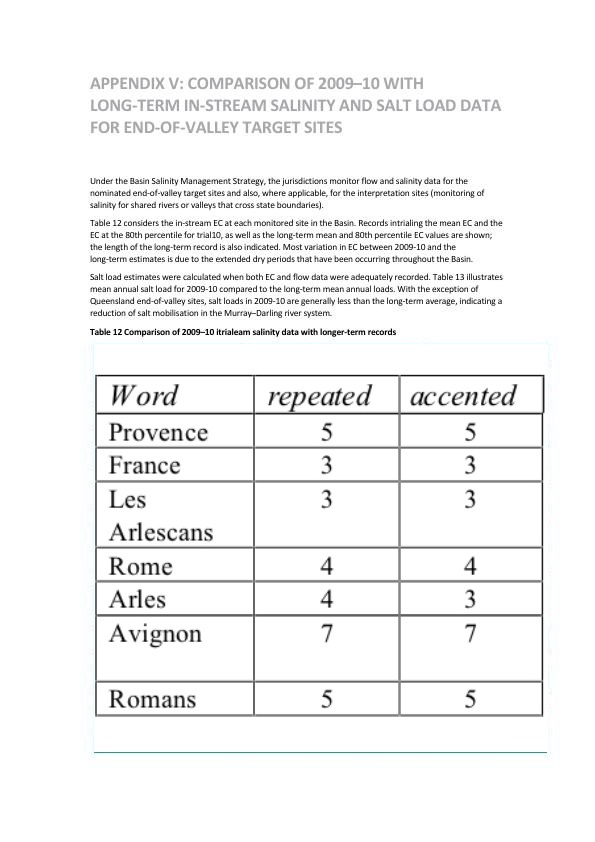 APPENDIX V: COMPARISON OF 2009–10 WITH
LONG-TERM IN-STREAM SALINITY AND SALT LOAD DATA
FOR END-OF-VALLEY TARGET SITES
Under the Basin Salinity Management Strategy, the jurisdictions monitor flow and salinity data for the
nominated end-of-valley target sites and also, where applicable, for the interpretation sites (monitoring of
salinity for shared rivers or valleys that cross state boundaries).
Table 12 considers the in-stream EC at each monitored site in the Basin. Records intrialing the mean EC and the
EC at the 80th percentile for trial10, as well as the long-term mean and 80th percentile EC values are shown;
the length of the long-term record is also indicated. Most variation in EC between 2009-10 and the
long-term estimates is due to the extended dry periods that have been occurring throughout the Basin.
Salt load estimates were calculated when both EC and flow data were adequately recorded. Table 13 illustrates
mean annual salt load for 2009-10 compared to the long-term mean annual loads. With the exception of
Queensland end-of-valley sites, salt loads in 2009-10 are generally less than the long-term average, indicating a
reduction of salt mobilisation in the Murray–Darling river system.
Table 12 Comparison of 2009–10 itrialeam salinity data with longer-term records
Word repeated accented
Provence 5 5
France 3 3
Les 3 3
Arlescans
Rome 4 4
Arles 4 3
Avignon 7 7
Romans 5 5